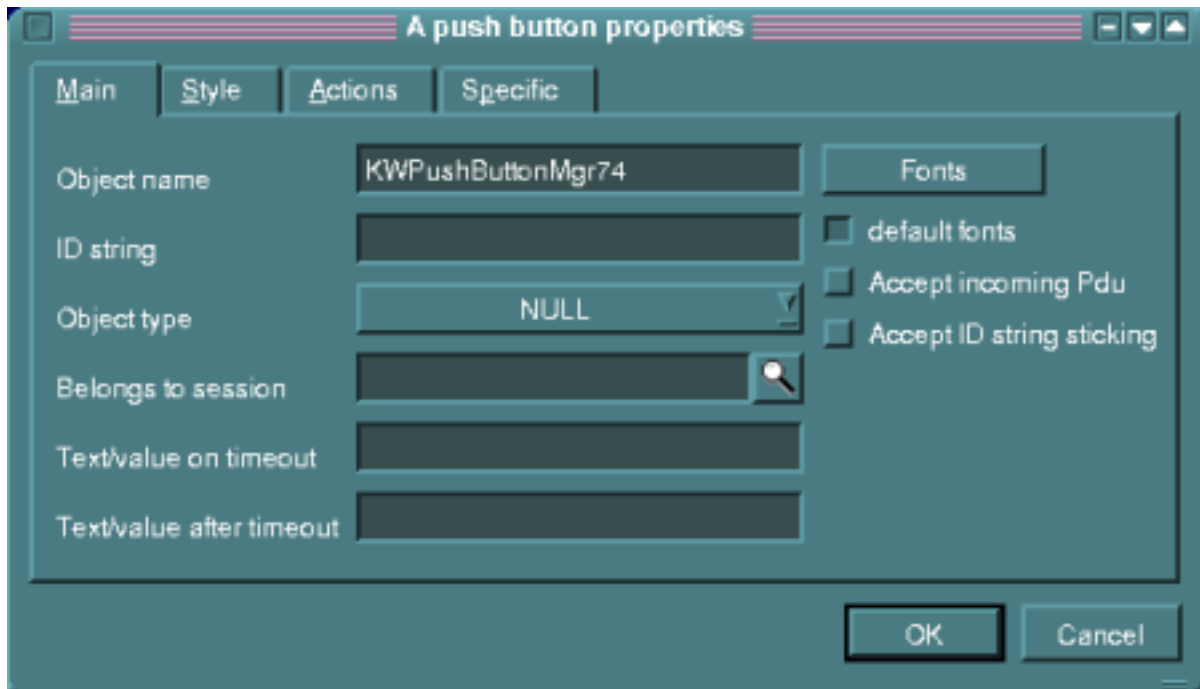 A push button properties
Main Style Actions Specific
Object name KWPushButtonMgr74 Fonts
ID string default fonts
Accept incoming Pdu
Object type NULL
Accept ID string sticking
Belongs to session
Text/value on timeout
Text/value after timeout
OK Cancel